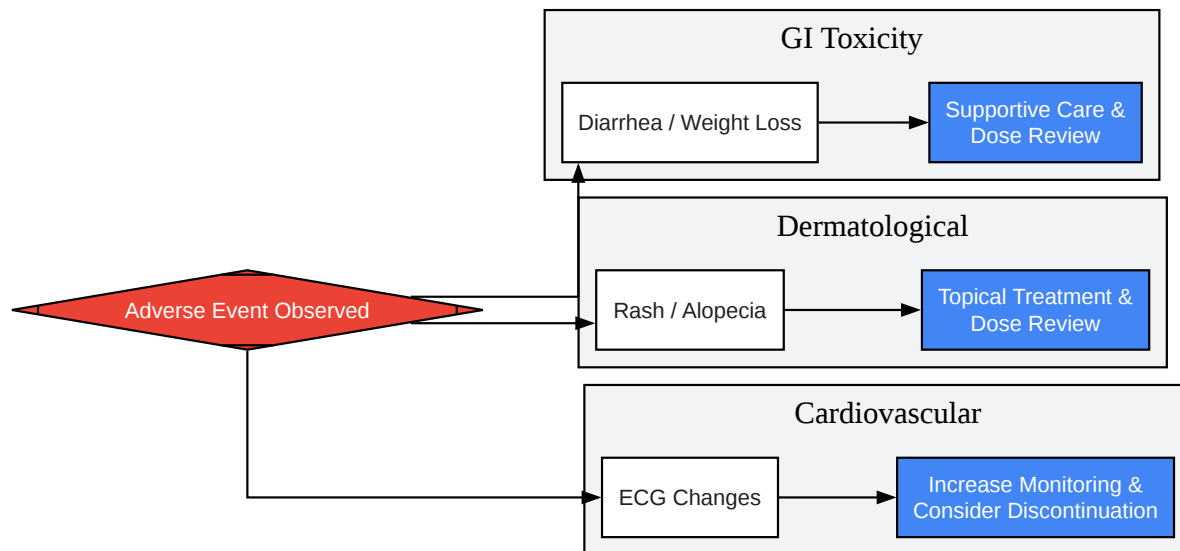 GI Toxicity
Diarrhea / Weight Loss
Supportive Care &
Dose Review
Dermatological
Adverse Event Observed
Rash / Alopecia
Topical Treatment &
Dose Review
Cardiovascular
ECG Changes
Increase Monitoring &
Consider Discontinuation